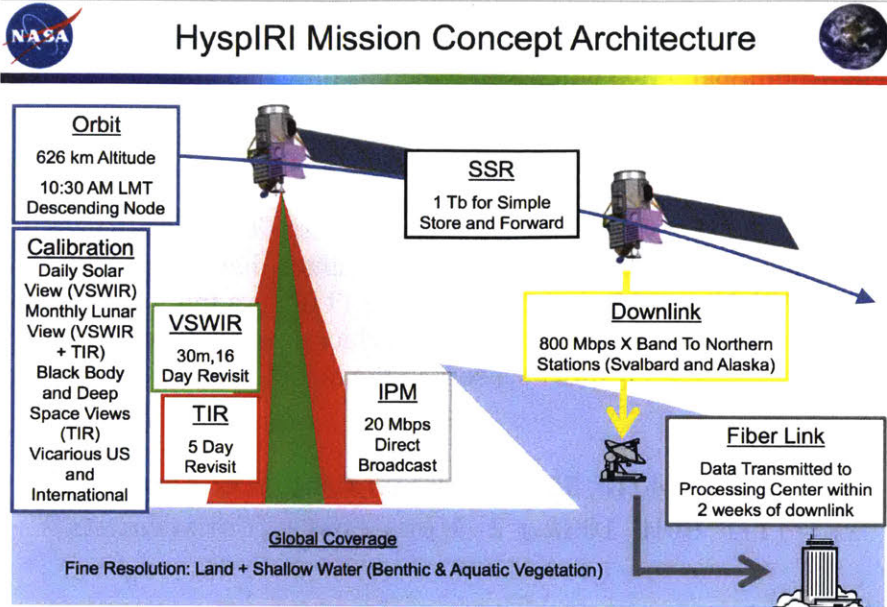 NASA
HyspIRI Mission Concept Architecture
Orbit
626 km Altitude
10:30 AM LMT
Descending Node
SSR
1 Tb for Simple
Store and Forward
Calibration
Daily Solar
View (VSWIR)
Monthly Lunar
View (VSWIR
+ TIR)
Black Body
and Deep
Space Views
(TIR)
Vicarious US
and
International
VSWIR
30m,16
Day Revisit
TIR
5 Day
Revisit
IPM
20 Mbps
Direct
Broadcast
Downlink
800 Mbps X Band To Northern
Stations (Svalbard and Alaska)
Fiber Link
Data Transmitted to
Processing Center within
2 weeks of downlink
Global Coverage
Fine Resolution: Land + Shallow Water (Benthic & Aquatic Vegetation)